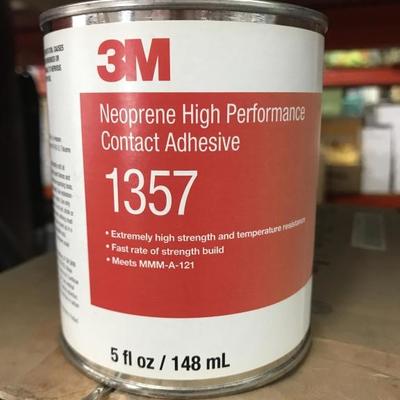 3M
Neoprene High Performance
Contact Adhesive
1357
• Extremely high strength and temperature resistance
• Fast rate of strength build
• Meets MMM-A-121
5 fl oz / 148 mL